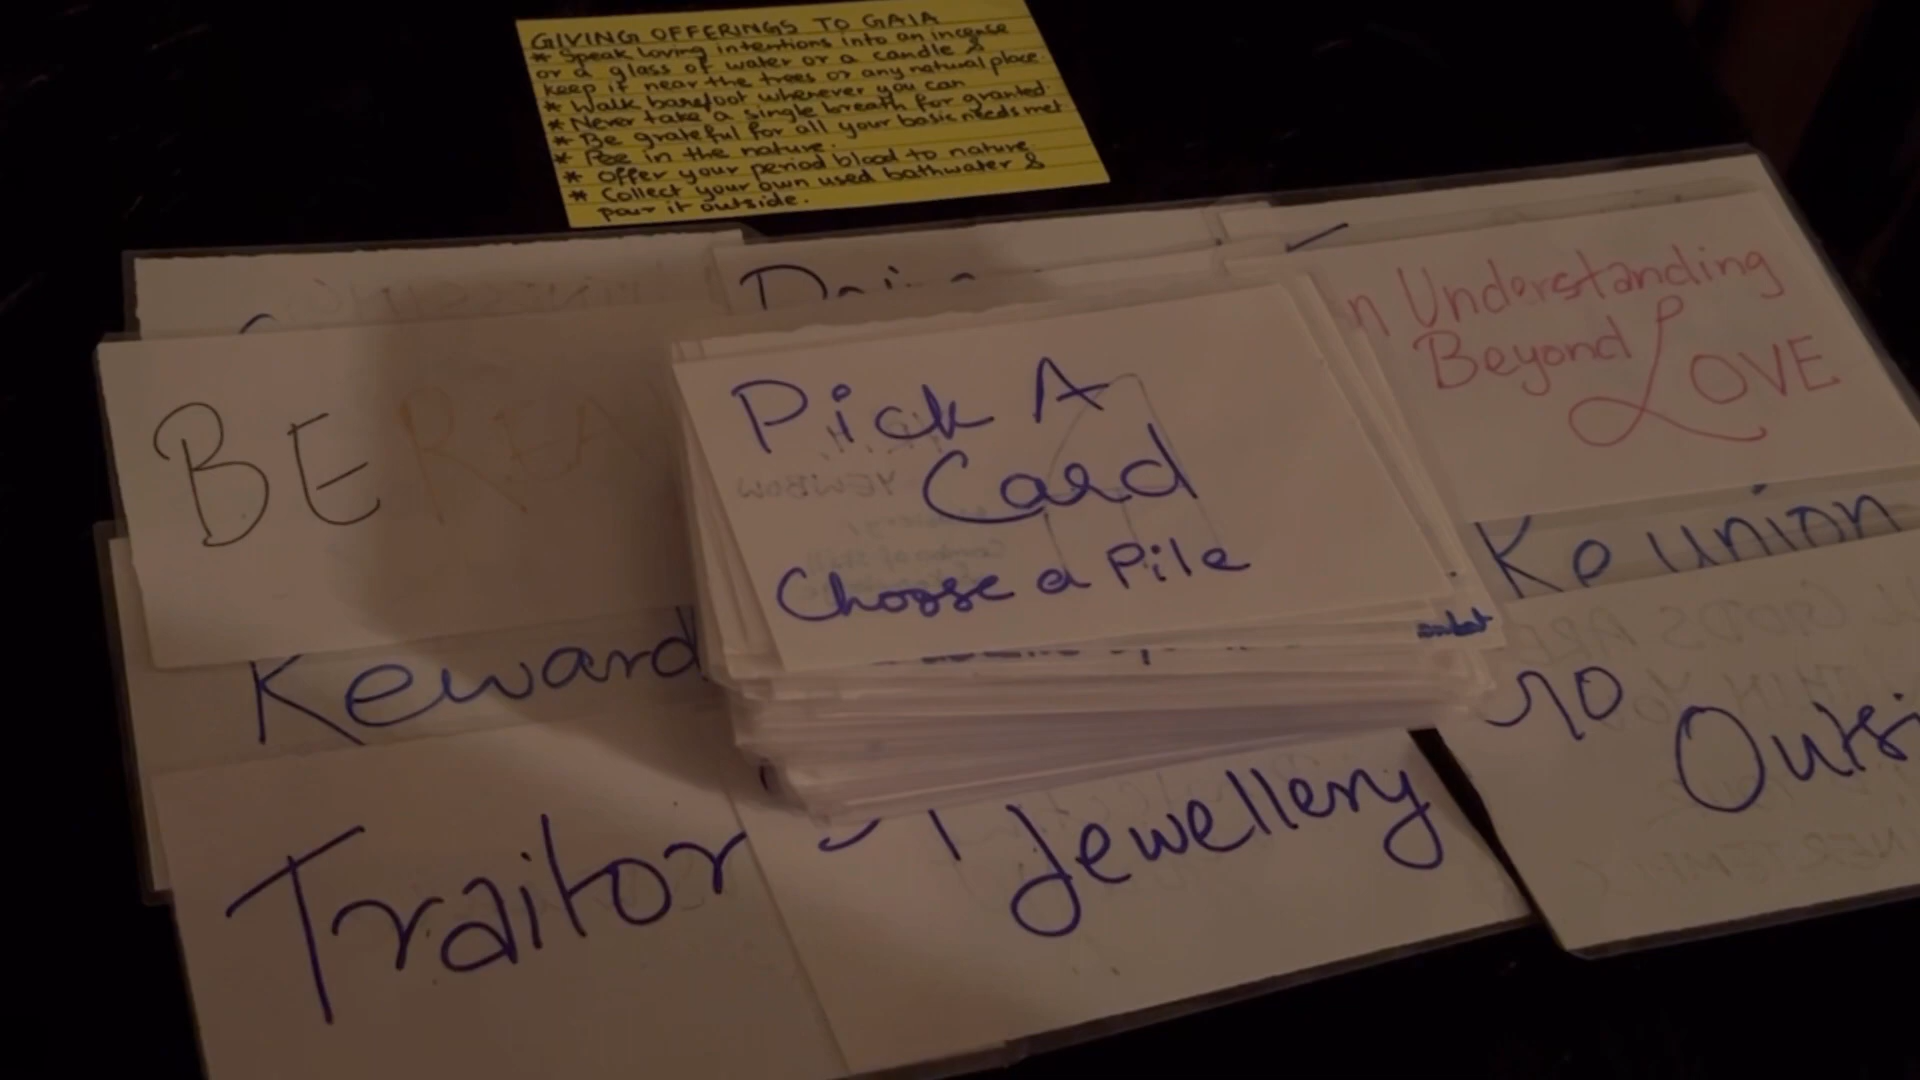 GIVING OFFERINGS TO GAIA
* Speak loving intentions into an incense
or a glass of water or a candle &
keep it near the trees or any natural place.
* Walk barefoot wherever you can
* Never take a single breath for granted.
* Be grateful for all your basic needs met
* Pee in the nature.
* Offer your period blood to nature
* Collect your own used bathwater &
pour it outside.
n Understanding
Beyond
LOVE
BE REA
Pick A
Card
Choose a Pile
Reunion
Reward
Outsi
Traitor
Jewellery